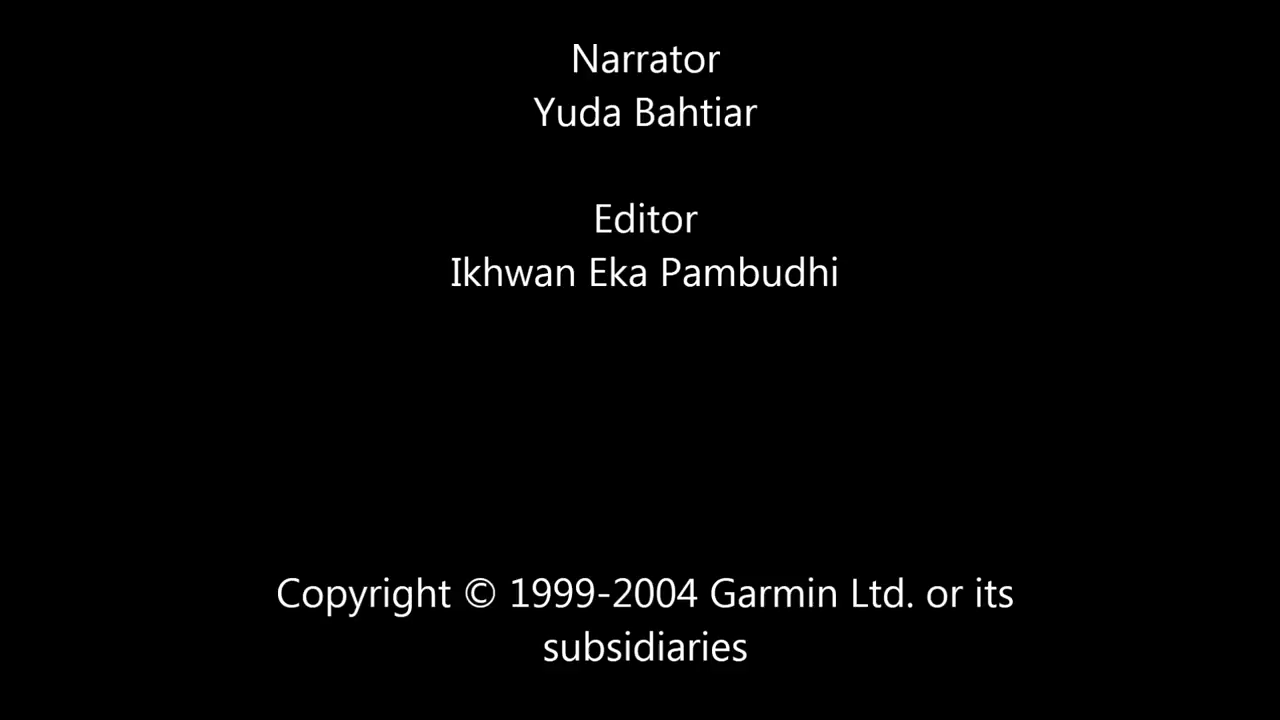 Narrator
Yuda Bahtiar
Editor
Ikhwan Eka Pambudhi
Copyright © 1999-2004 Garmin Ltd. or its
subsidiaries